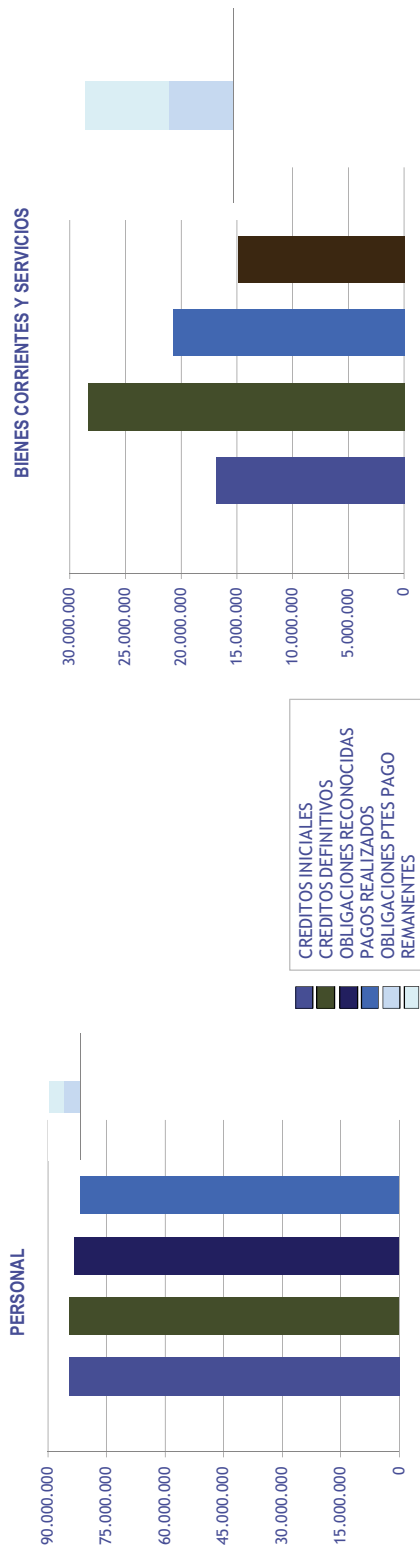 PERSONAL
90.000.000
75.000.000
60.000.000
45.000.000
30.000.000
15.000.000
0
CREDITOS INICIALES
CREDITOS DEFINITIVOS
OBLIGACIONES RECONOCIDAS
PAGOS REALIZADOS
OBLIGACIONES PTES PAGO
REMANENTES
BIENES CORRIENTES Y SERVICIOS
30.000.000
25.000.000
20.000.000
15.000.000
10.000.000
5.000.000
0